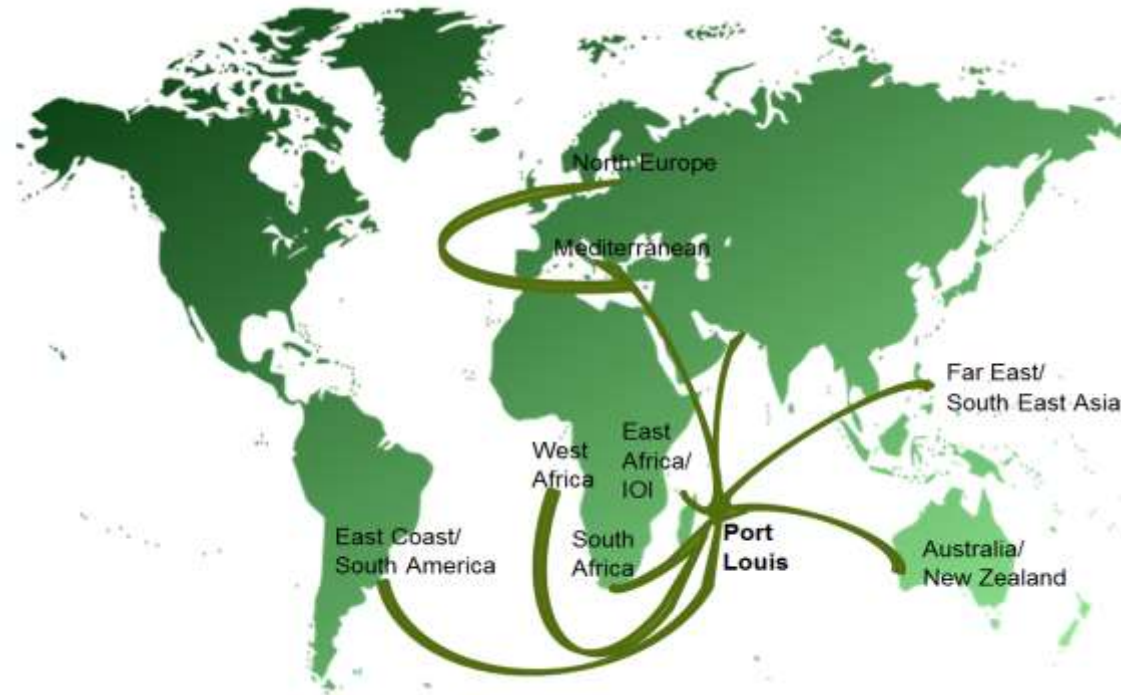 North Europe
Mediterranean
Far East/
South East Asia
East
Africa/
IOI
West
Africa
East Coast/
South America
South
Africa
Port
Louis
Australia/
New Zealand